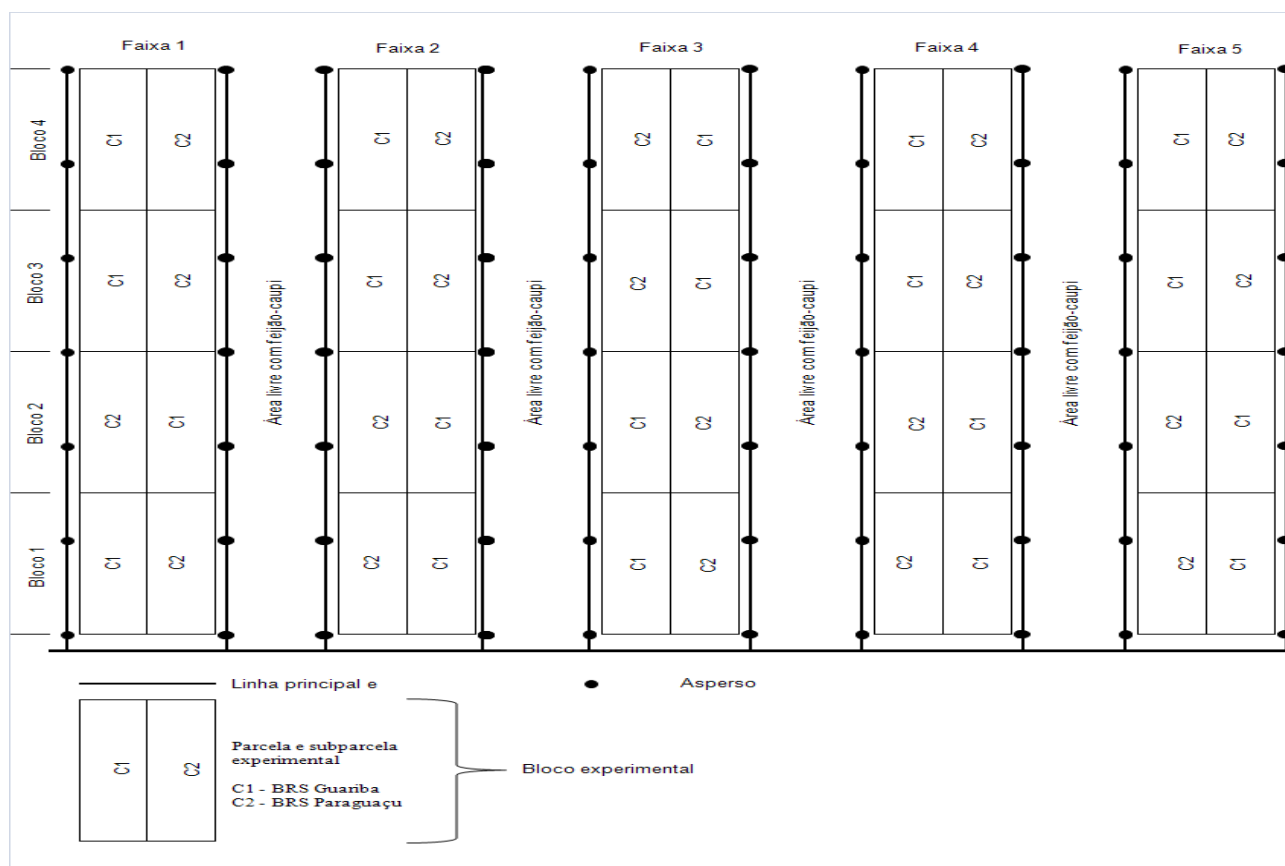 Faixa 1
Faixa 2
Faixa 3
Faixa 4
Faixa 5
Bloco 4
C1
C2
C1
C2
C2
C1
C1
C2
C1
C2
Bloco 3
C1
C2
C1
C2
C2
C1
C1
C2
C1
C2
Àrea livre com feijão-caupi
Àrea livre com feijão-caupi
Àrea livre com feijão-caupi
Àrea livre com feijão-caupi
Bloco 2
C2
C1
C2
C1
C1
C2
C2
C1
C2
C1
Bloco 1
C1
C2
C2
C1
C1
C2
C2
C1
C2
C1
Linha principal e
Asperso
C1
C2
Parcela e subparcela
experimental
C1 - BRS Guariba
C2 - BRS Paraguaçu
Bloco experimental